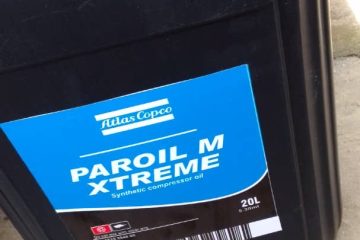 Atlas Copco
PAROIL M
XTREME
Synthetic compressor oil
20L